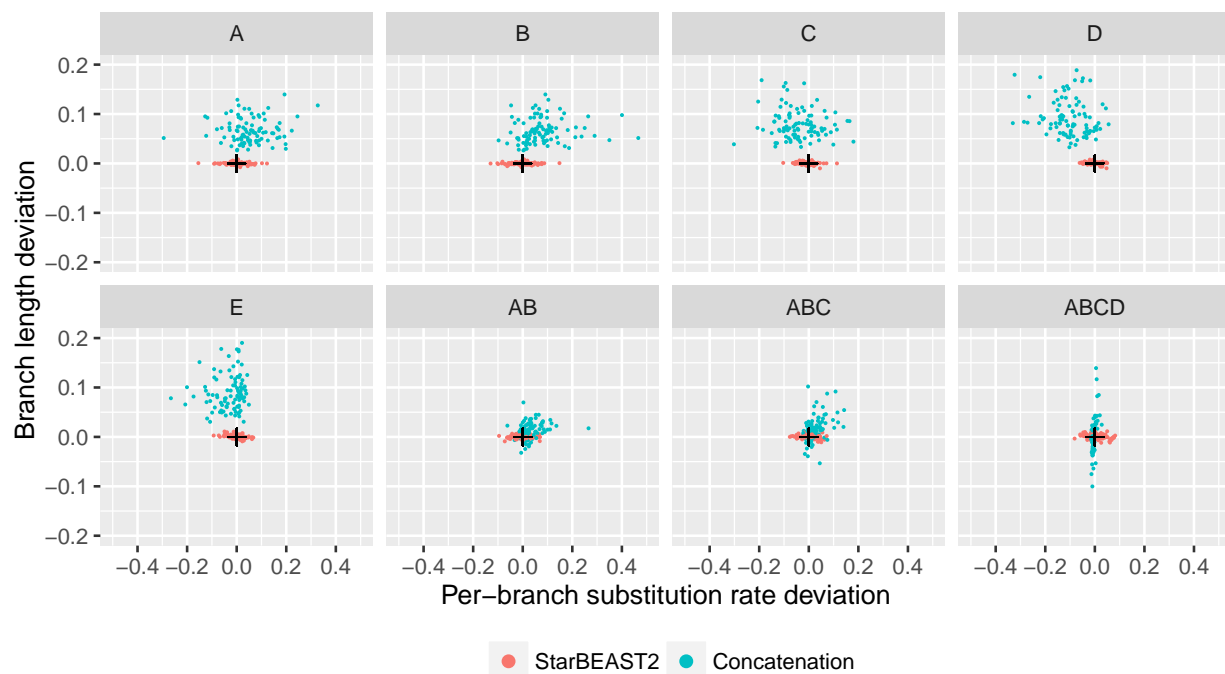 A B C D
0.2
0.1
0.0
−0.1
−0.2
E AB ABC ABCD
0.2
0.1
0.0
−0.1
−0.2
−0.4 −0.2 0.0 0.2 0.4 −0.4 −0.2 0.0 0.2 0.4 −0.4 −0.2 0.0 0.2 0.4 −0.4 −0.2 0.0 0.2 0.4
Branch length deviation
Per−branch substitution rate deviation
StarBEAST2 Concatenation